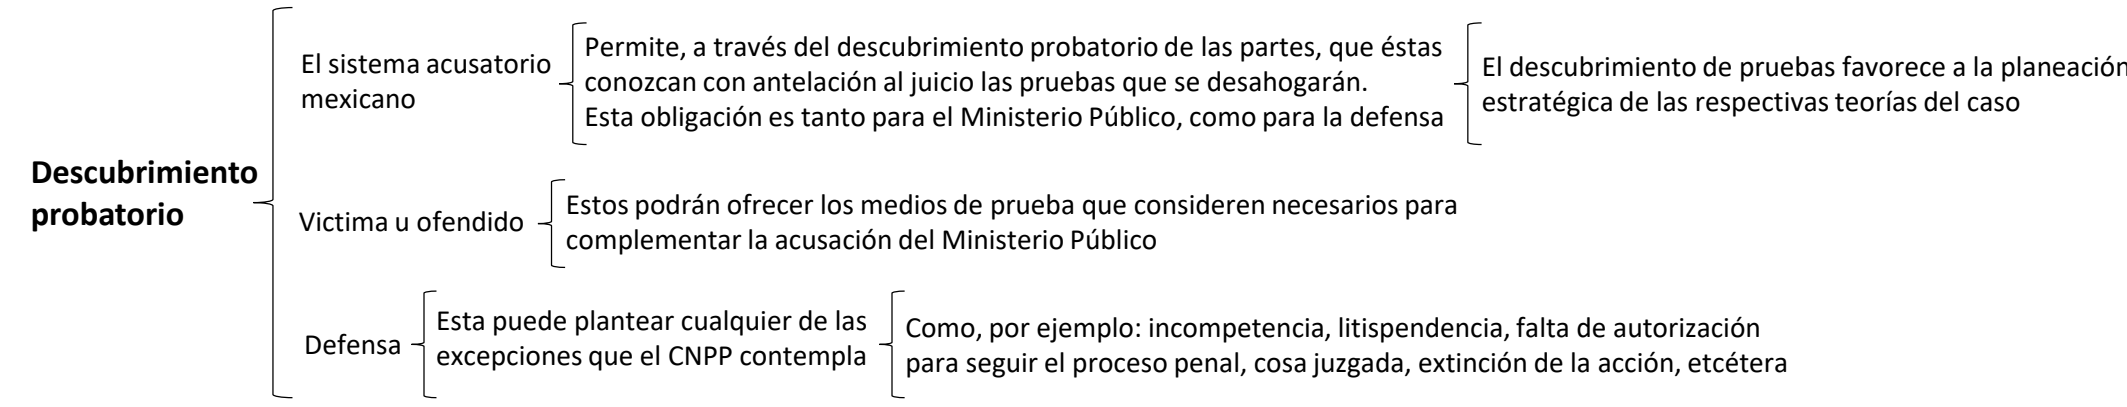 Descubrimiento
probatorio
El sistema acusatorio
mexicano
Permite, a través del descubrimiento probatorio de las partes, que éstas
conozcan con antelación al juicio las pruebas que se desahogarán.
Esta obligación es tanto para el Ministerio Público, como para la defensa
El descubrimiento de pruebas favorece a la planeación
estratégica de las respectivas teorías del caso
Victima u ofendido
Estos podrán ofrecer los medios de prueba que consideren necesarios para
complementar la acusación del Ministerio Público
Defensa
Esta puede plantear cualquier de las
excepciones que el CNPP contempla
Como, por ejemplo: incompetencia, litispendencia, falta de autorización
para seguir el proceso penal, cosa juzgada, extinción de la acción, etcétera